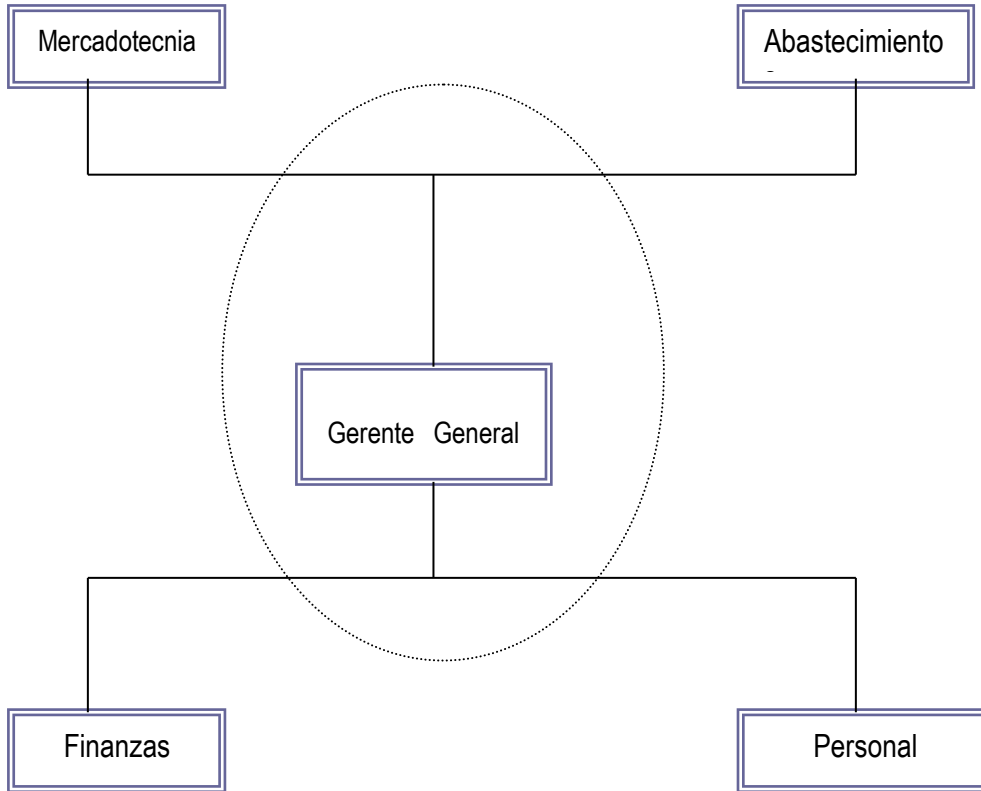 Mercadotecnia
Abastecimiento
Gerente General
Finanzas
Personal